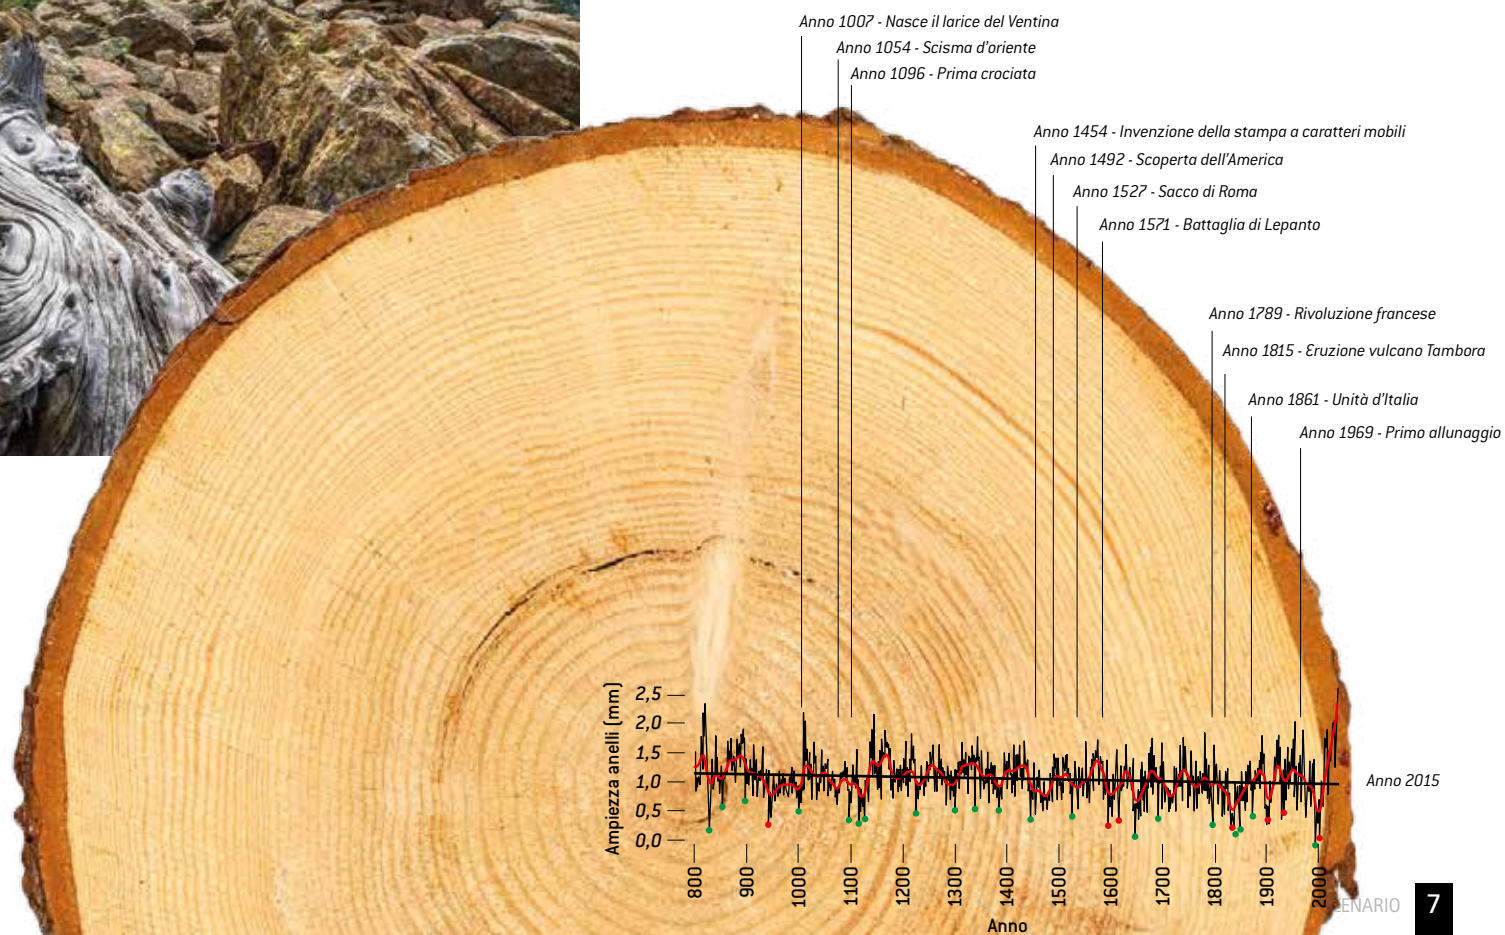 Anno 1007 - Nasce il larice del Ventina
Anno 1054 - Scisma d'oriente
Anno 1096 - Prima crociata
Anno 1454 - Invenzione della stampa a caratteri mobili
Anno 1492 - Scoperta dell'America
Anno 1527 - Sacco di Roma
Anno 1571 - Battaglia di Lepanto
Anno 1789 - Rivoluzione francese
Anno 1815 - Eruzione vulcano Tambora
Anno 1861 - Unità d'Italia
Anno 1969 - Primo allunaggio
Ampiezza anelli (mm)
2,5
2,0
1,5
1,0
0,5
0,0
Anno 2015
800 900 1000 1100 1200 1300 1400 1500 1600 1700 1800 1900 2000
Anno
7